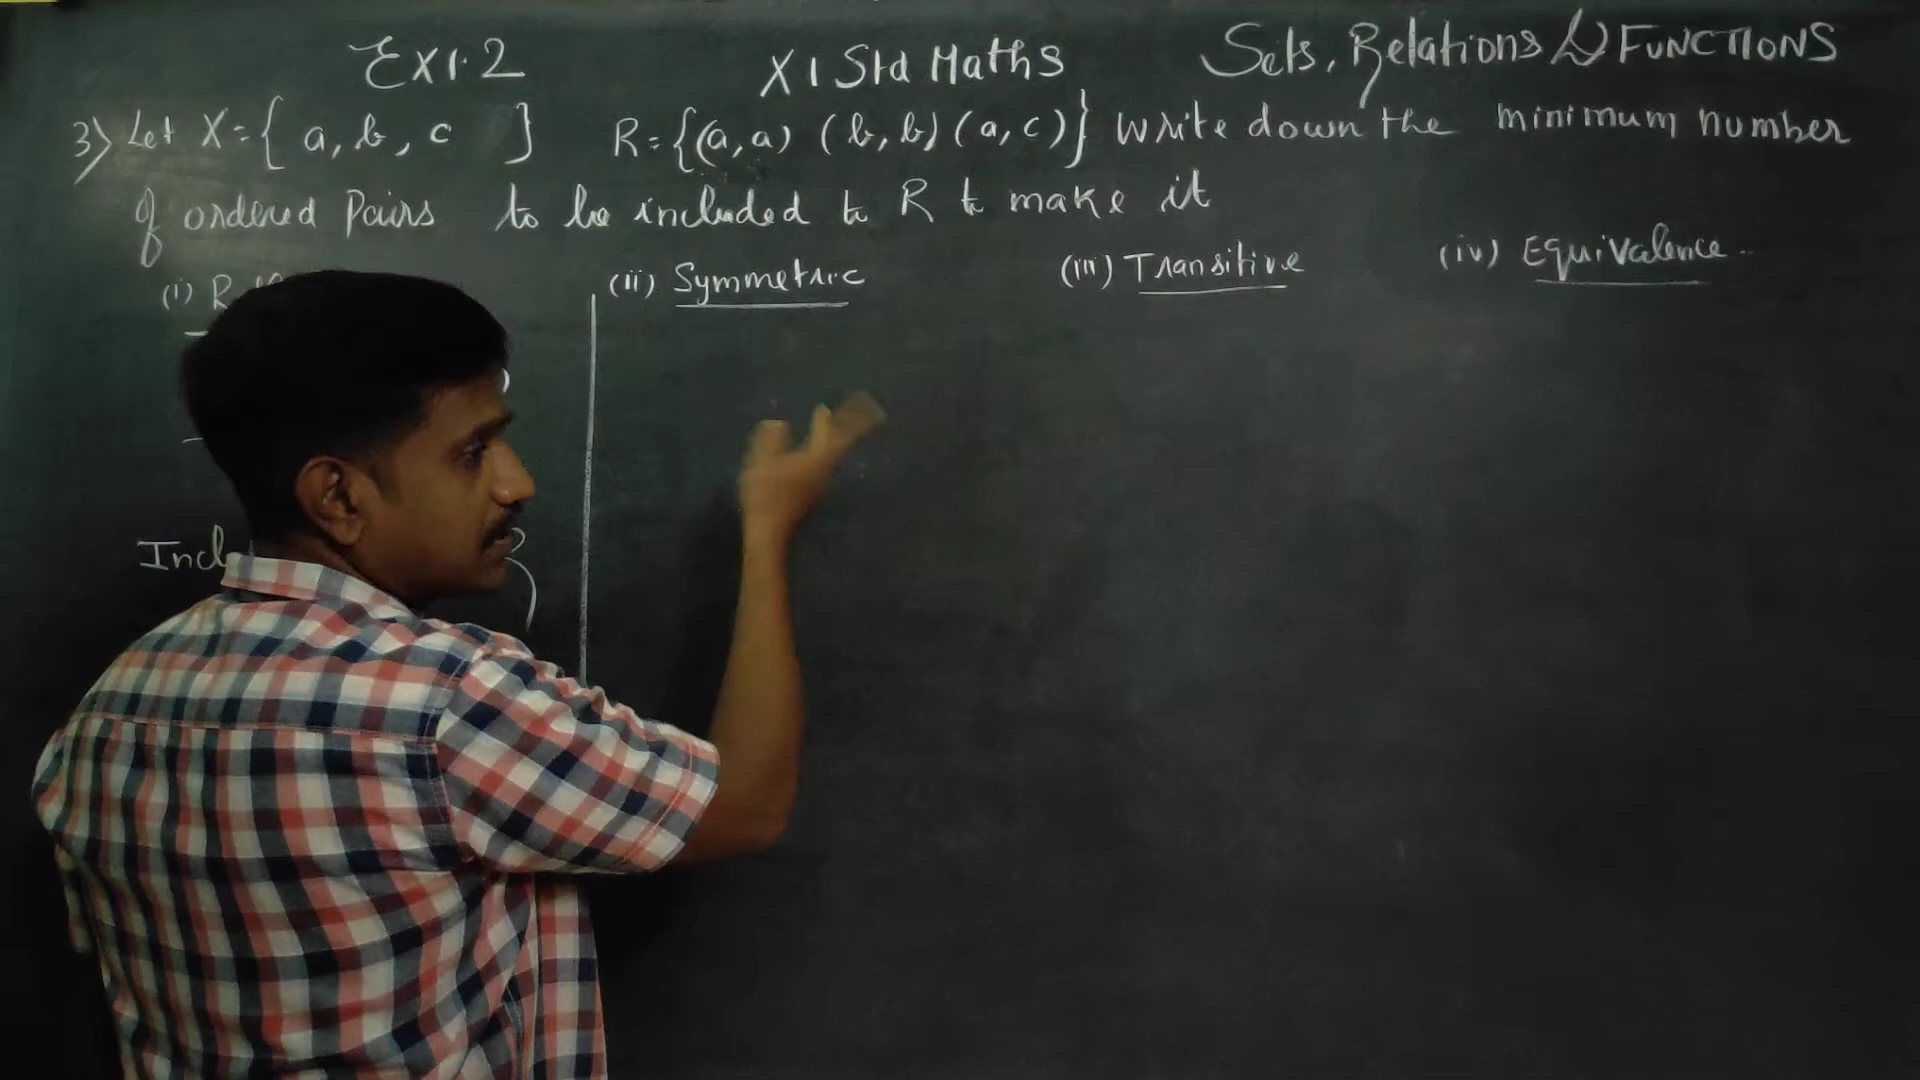 Ex 1.2 XI Std Maths Sets, Relations & FUNCTIONS
3) Let X = { a, b, c } R = {(a, a) (b, b) (a, c)} Write down the minimum number
of ordered Pairs to be included to R to make it
(i) R (ii) Symmetric (iii) Transitive (iv) Equivalence
Incl